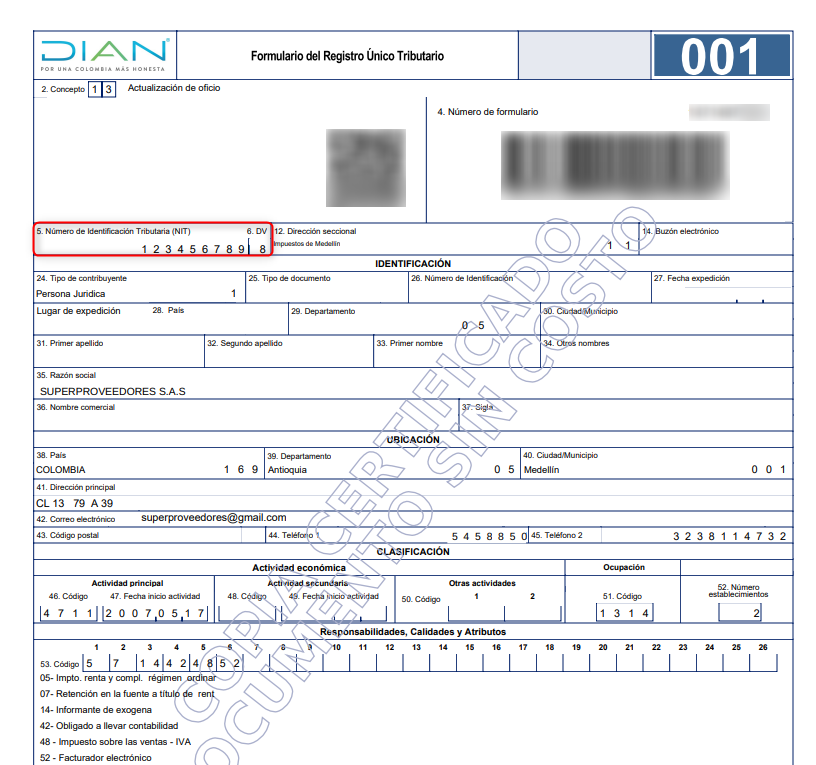 DIAN
POR UNA COLOMBIA MÁS HONESTA
Formulario del Registro Único Tributario
001
2. Concepto 1 3 Actualización de oficio
4. Número de formulario
5. Número de Identificación Tributaria (NIT) 6. DV 12. Dirección seccional 14. Buzón electrónico
1 2 3 4 5 6 7 8 9 8 Impuestos de Medellín 1 1
IDENTIFICACIÓN
24. Tipo de contribuyente 25. Tipo de documento 26. Número de Identificación 27. Fecha expedición
Persona Juridica 1
Lugar de expedición 28. País 29. Departamento 30. Ciudad/Municipio
0 5
31. Primer apellido 32. Segundo apellido 33. Primer nombre 34. Otros nombres
35. Razón social
SUPERPROVEEDORES S.A.S
36. Nombre comercial 37. Sigla
UBICACIÓN
38. País 39. Departamento 40. Ciudad/Municipio
COLOMBIA 1 6 9 Antioquia 0 5 Medellín 0 0 1
41. Dirección principal
CL 13 79 A 39
42. Correo electrónico superproveedores@gmail.com
43. Código postal 44. Teléfono 1 5 4 5 8 8 5 0 45. Teléfono 2 3 2 3 8 1 1 4 7 3 2
CLASIFICACIÓN
Actividad económica Ocupación
Actividad principal Actividad secundaria Otras actividades 52. Número establecimientos
46. Código 47. Fecha inicio actividad 48. Código 49. Fecha inicio actividad 50. Código 1 2 51. Código
4 7 1 1 2 0 0 7 0 5 1 7 1 3 1 4 2
Responsabilidades, Calidades y Atributos
1 2 3 4 5 6 7 8 9 10 11 12 13 14 15 16 17 18 19 20 21 22 23 24 25 26
53. Código 5 7 1 4 4 2 4 8 5 2
05- Impto. renta y compl. régimen ordinar
07- Retención en la fuente a título de rent
14- Informante de exogena
42- Obligado a llevar contabilidad
48 - Impuesto sobre las ventas - IVA
52 - Facturador electrónico
COPIA CERTIFICADO
DOCUMENTO SIN COSTO